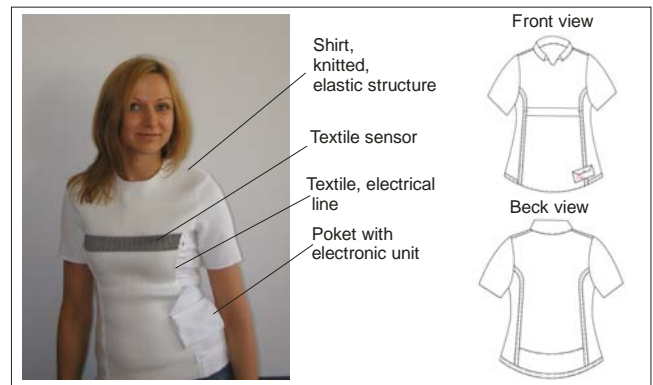 Front view
Shirt,
knitted,
elastic structure
Textile sensor
Textile, electrical
line
Poket with
electronic unit
Beck view